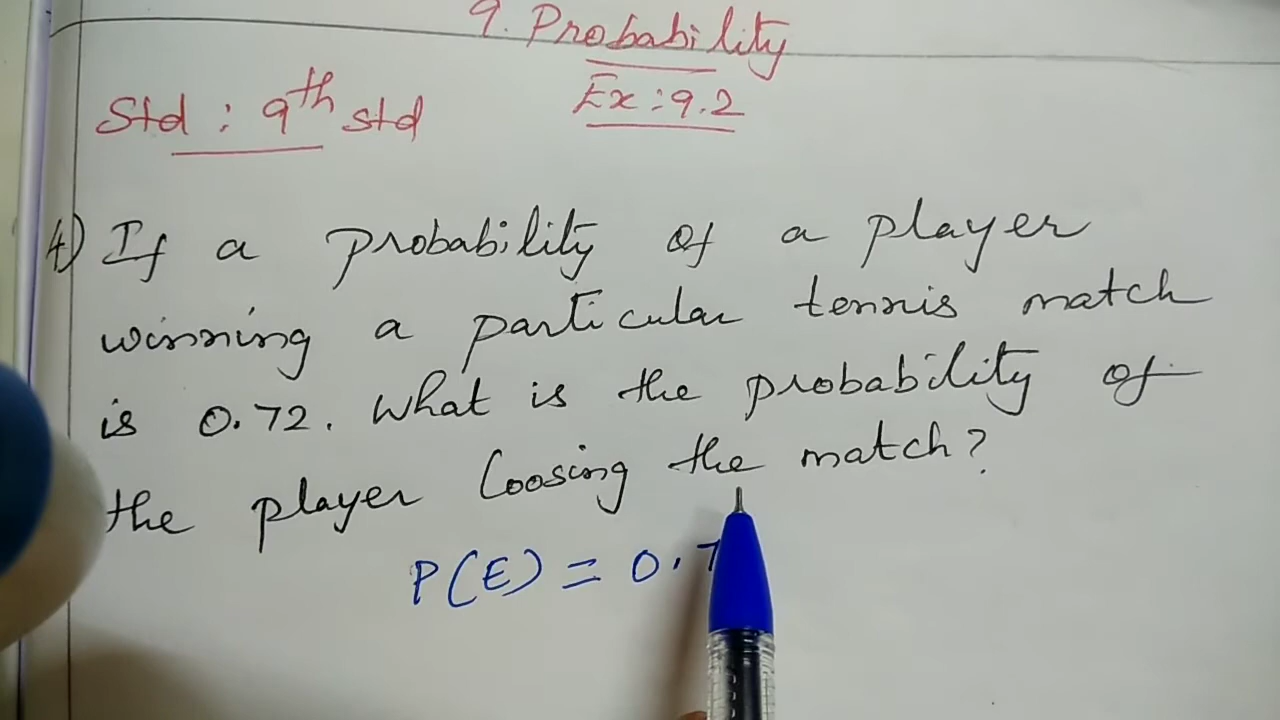 9. Probability
Ex : 9.2
Std : 9th std
4) If a probability of a player
winning a particular tennis match
is 0.72. What is the probability of
the player loosing the match?
P(E) = 0.7